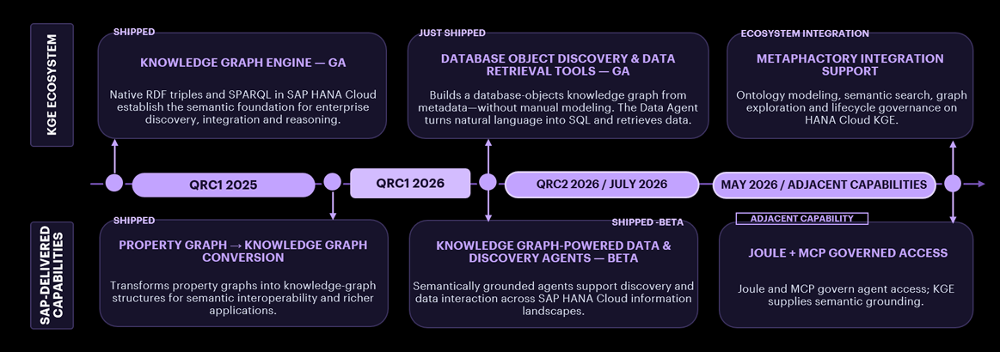 KGE ECOSYSTEM
SHIPPED
KNOWLEDGE GRAPH ENGINE — GA
Native RDF triples and SPARQL in SAP HANA Cloud
establish the semantic foundation for enterprise
discovery, integration and reasoning.
JUST SHIPPED
DATABASE OBJECT DISCOVERY & DATA
RETRIEVAL TOOLS — GA
Builds a database-objects knowledge graph from
metadata—without manual modeling. The Data Agent
turns natural language into SQL and retrieves data.
ECOSYSTEM INTEGRATION
METAPHACTORY INTEGRATION
SUPPORT
Ontology modeling, semantic search, graph
exploration and lifecycle governance on
HANA Cloud KGE.
QRC1 2025
QRC1 2026
QRC2 2026 / JULY 2026
MAY 2026 / ADJACENT CAPABILITIES
SAP-DELIVERED
CAPABILITIES
SHIPPED
PROPERTY GRAPH → KNOWLEDGE GRAPH
CONVERSION
Transforms property graphs into knowledge-graph
structures for semantic interoperability and richer
applications.
SHIPPED -BETA
KNOWLEDGE GRAPH-POWERED DATA &
DISCOVERY AGENTS — BETA
Semantically grounded agents support discovery and
data interaction across SAP HANA Cloud information
landscapes.
ADJACENT CAPABILITY
JOULE + MCP GOVERNED ACCESS
Joule and MCP govern agent access; KGE
supplies semantic grounding.